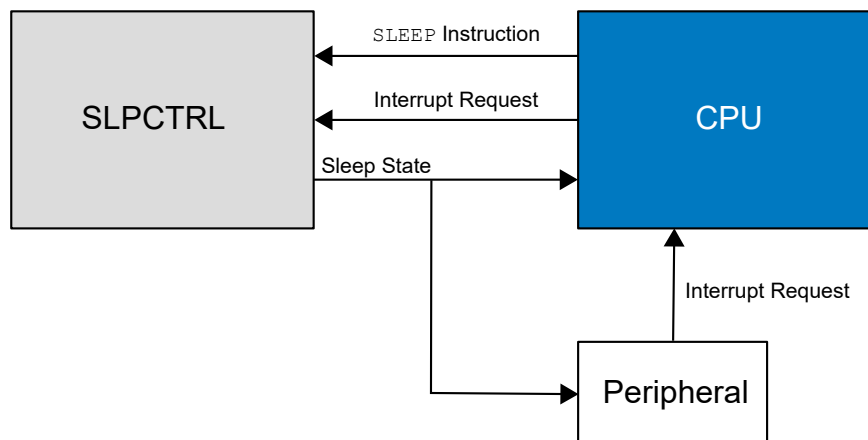 SLEEP Instruction
SLPCTRL
Interrupt Request
CPU
Sleep State
Interrupt Request
Peripheral